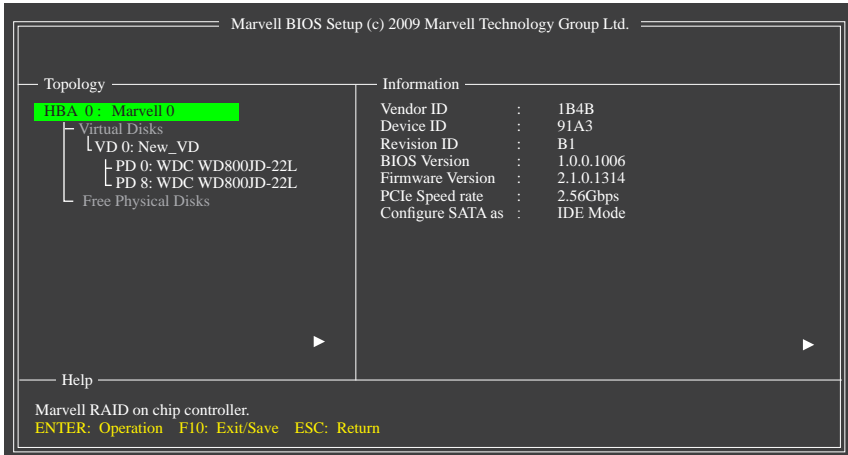 Marvell BIOS Setup (c) 2009 Marvell Technology Group Ltd.
Topology
HBA 0 : Marvell 0
Virtual Disks
VD 0: New_VD
PD 0: WDC WD800JD-22L
PD 8: WDC WD800JD-22L
Free Physical Disks
Information
Vendor ID : 1B4B
Device ID : 91A3
Revision ID : B1
BIOS Version : 1.0.0.1006
Firmware Version : 2.1.0.1314
PCIe Speed rate : 2.56Gbps
Configure SATA as : IDE Mode
Help
Marvell RAID on chip controller.
ENTER: Operation F10: Exit/Save ESC: Return